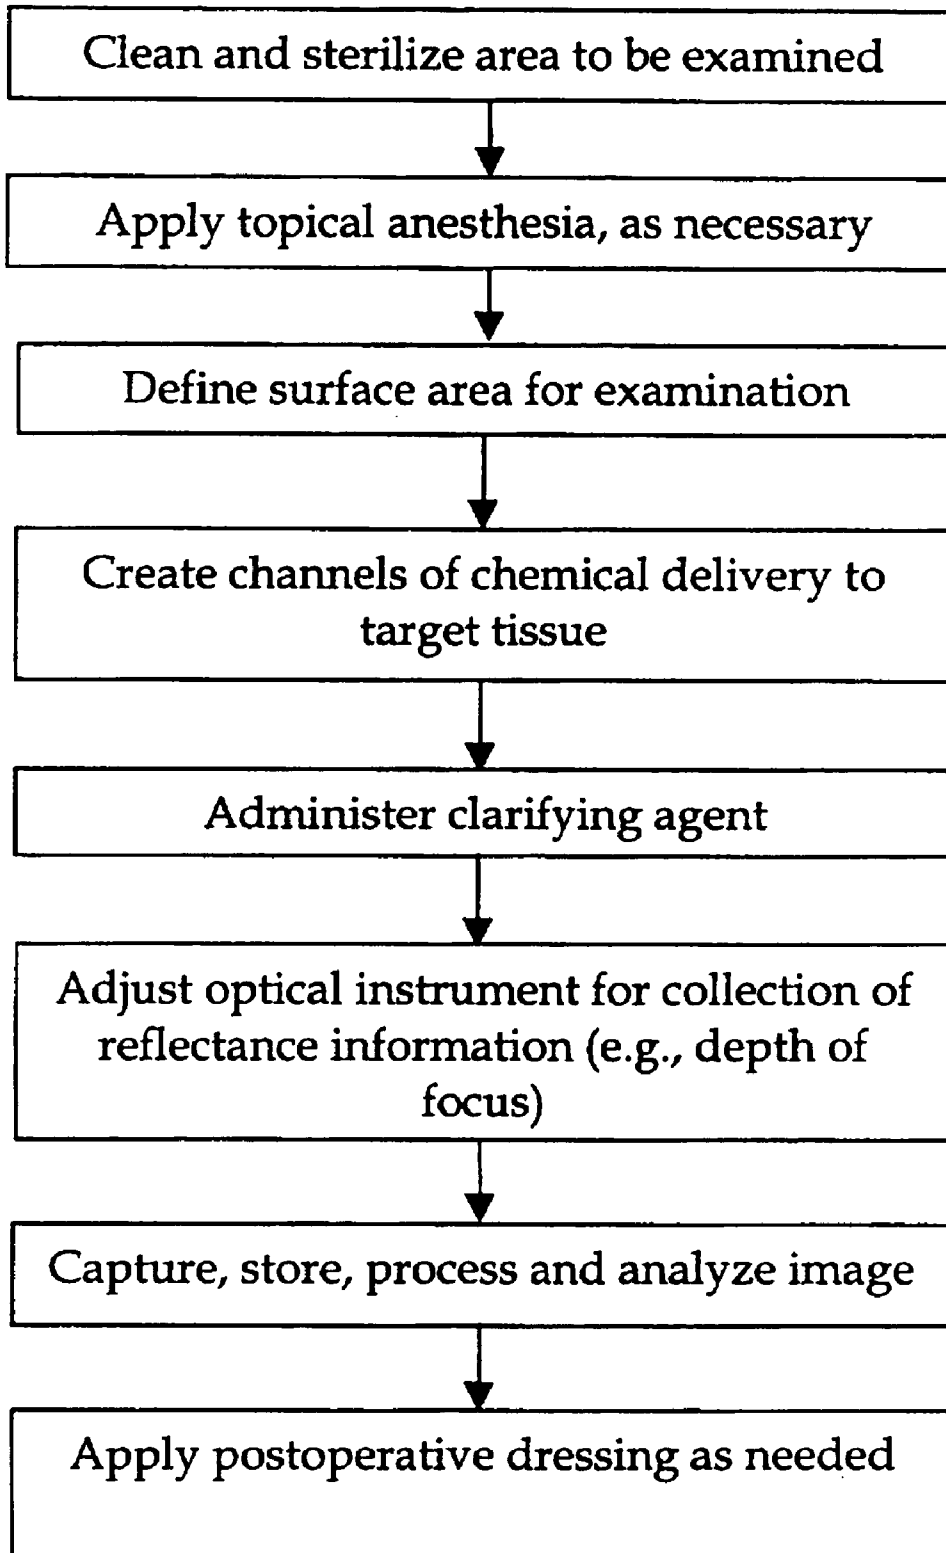 Clean and sterilize area to be examined
Apply topical anesthesia, as necessary
Define surface area for examination
Create channels of chemical delivery to
target tissue
Administer clarifying agent
Adjust optical instrument for collection of
reflectance information (e.g., depth of
focus)
Capture, store, process and analyze image
Apply postoperative dressing as needed